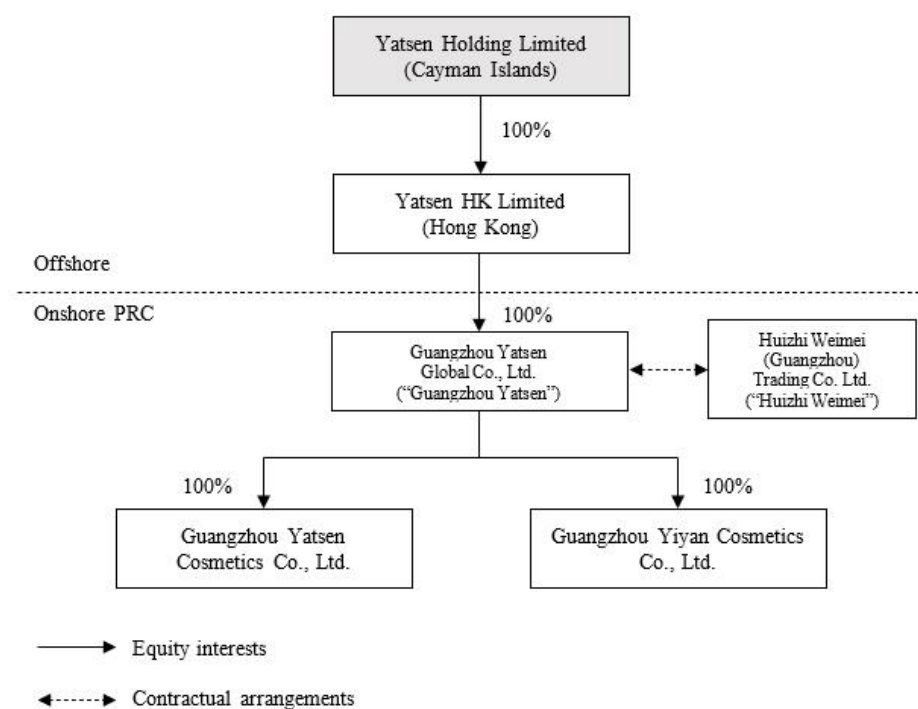 Yatsen Holding Limited
(Cayman Islands)
100%
Yatsen HK Limited
(Hong Kong)
Offshore
Onshore PRC
100%
Guangzhou Yatsen
Global Co., Ltd.
(“Guangzhou Yatsen”)
Huizhi Weimei
(Guangzhou)
Trading Co. Ltd.
(“Huizhi Weimei”)
100%
100%
Guangzhou Yatsen
Cosmetics Co., Ltd.
Guangzhou Yiyan Cosmetics
Co., Ltd.
Equity interests
Contractual arrangements